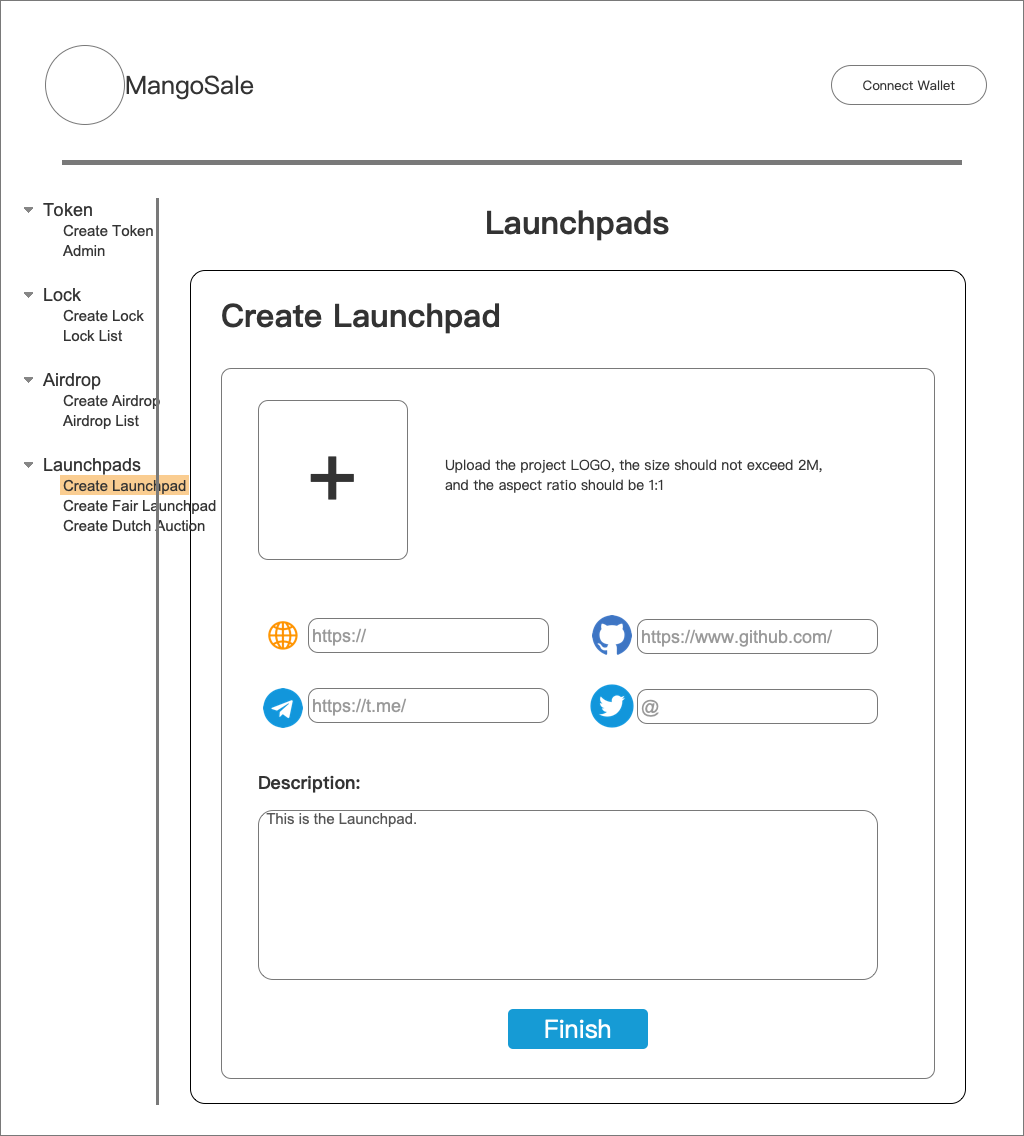 MangoSale
Connect Wallet
Token
Create Token
Admin
Lock
Create Lock
Lock List
Airdrop
Create Airdrop
Airdrop List
Launchpads
Create Launchpad
Create Fair Launchpad
Create Dutch Auction
Launchpads
Create Launchpad
Upload the project LOGO, the size should not exceed 2M,
and the aspect ratio should be 1:1
https://
https://www.github.com/
https://t.me/
@
Description:
This is the Launchpad.
Finish